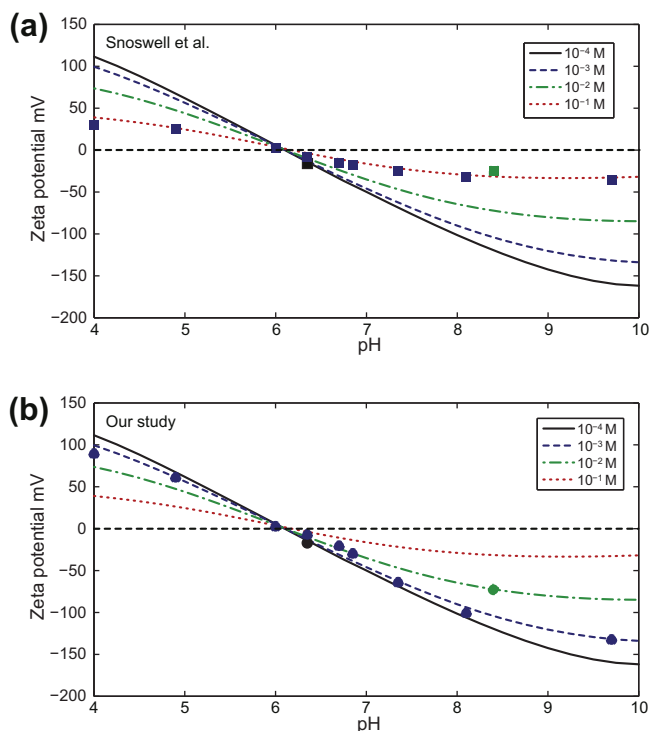 (a)
Snoswell et al.
10⁻⁴ M
10⁻³ M
10⁻² M
10⁻¹ M
Zeta potential mV
150
100
50
0
−50
−100
−150
−200
4 5 6 7 8 9 10
pH
(b)
Our study
10⁻⁴ M
10⁻³ M
10⁻² M
10⁻¹ M
Zeta potential mV
150
100
50
0
−50
−100
−150
−200
4 5 6 7 8 9 10
pH